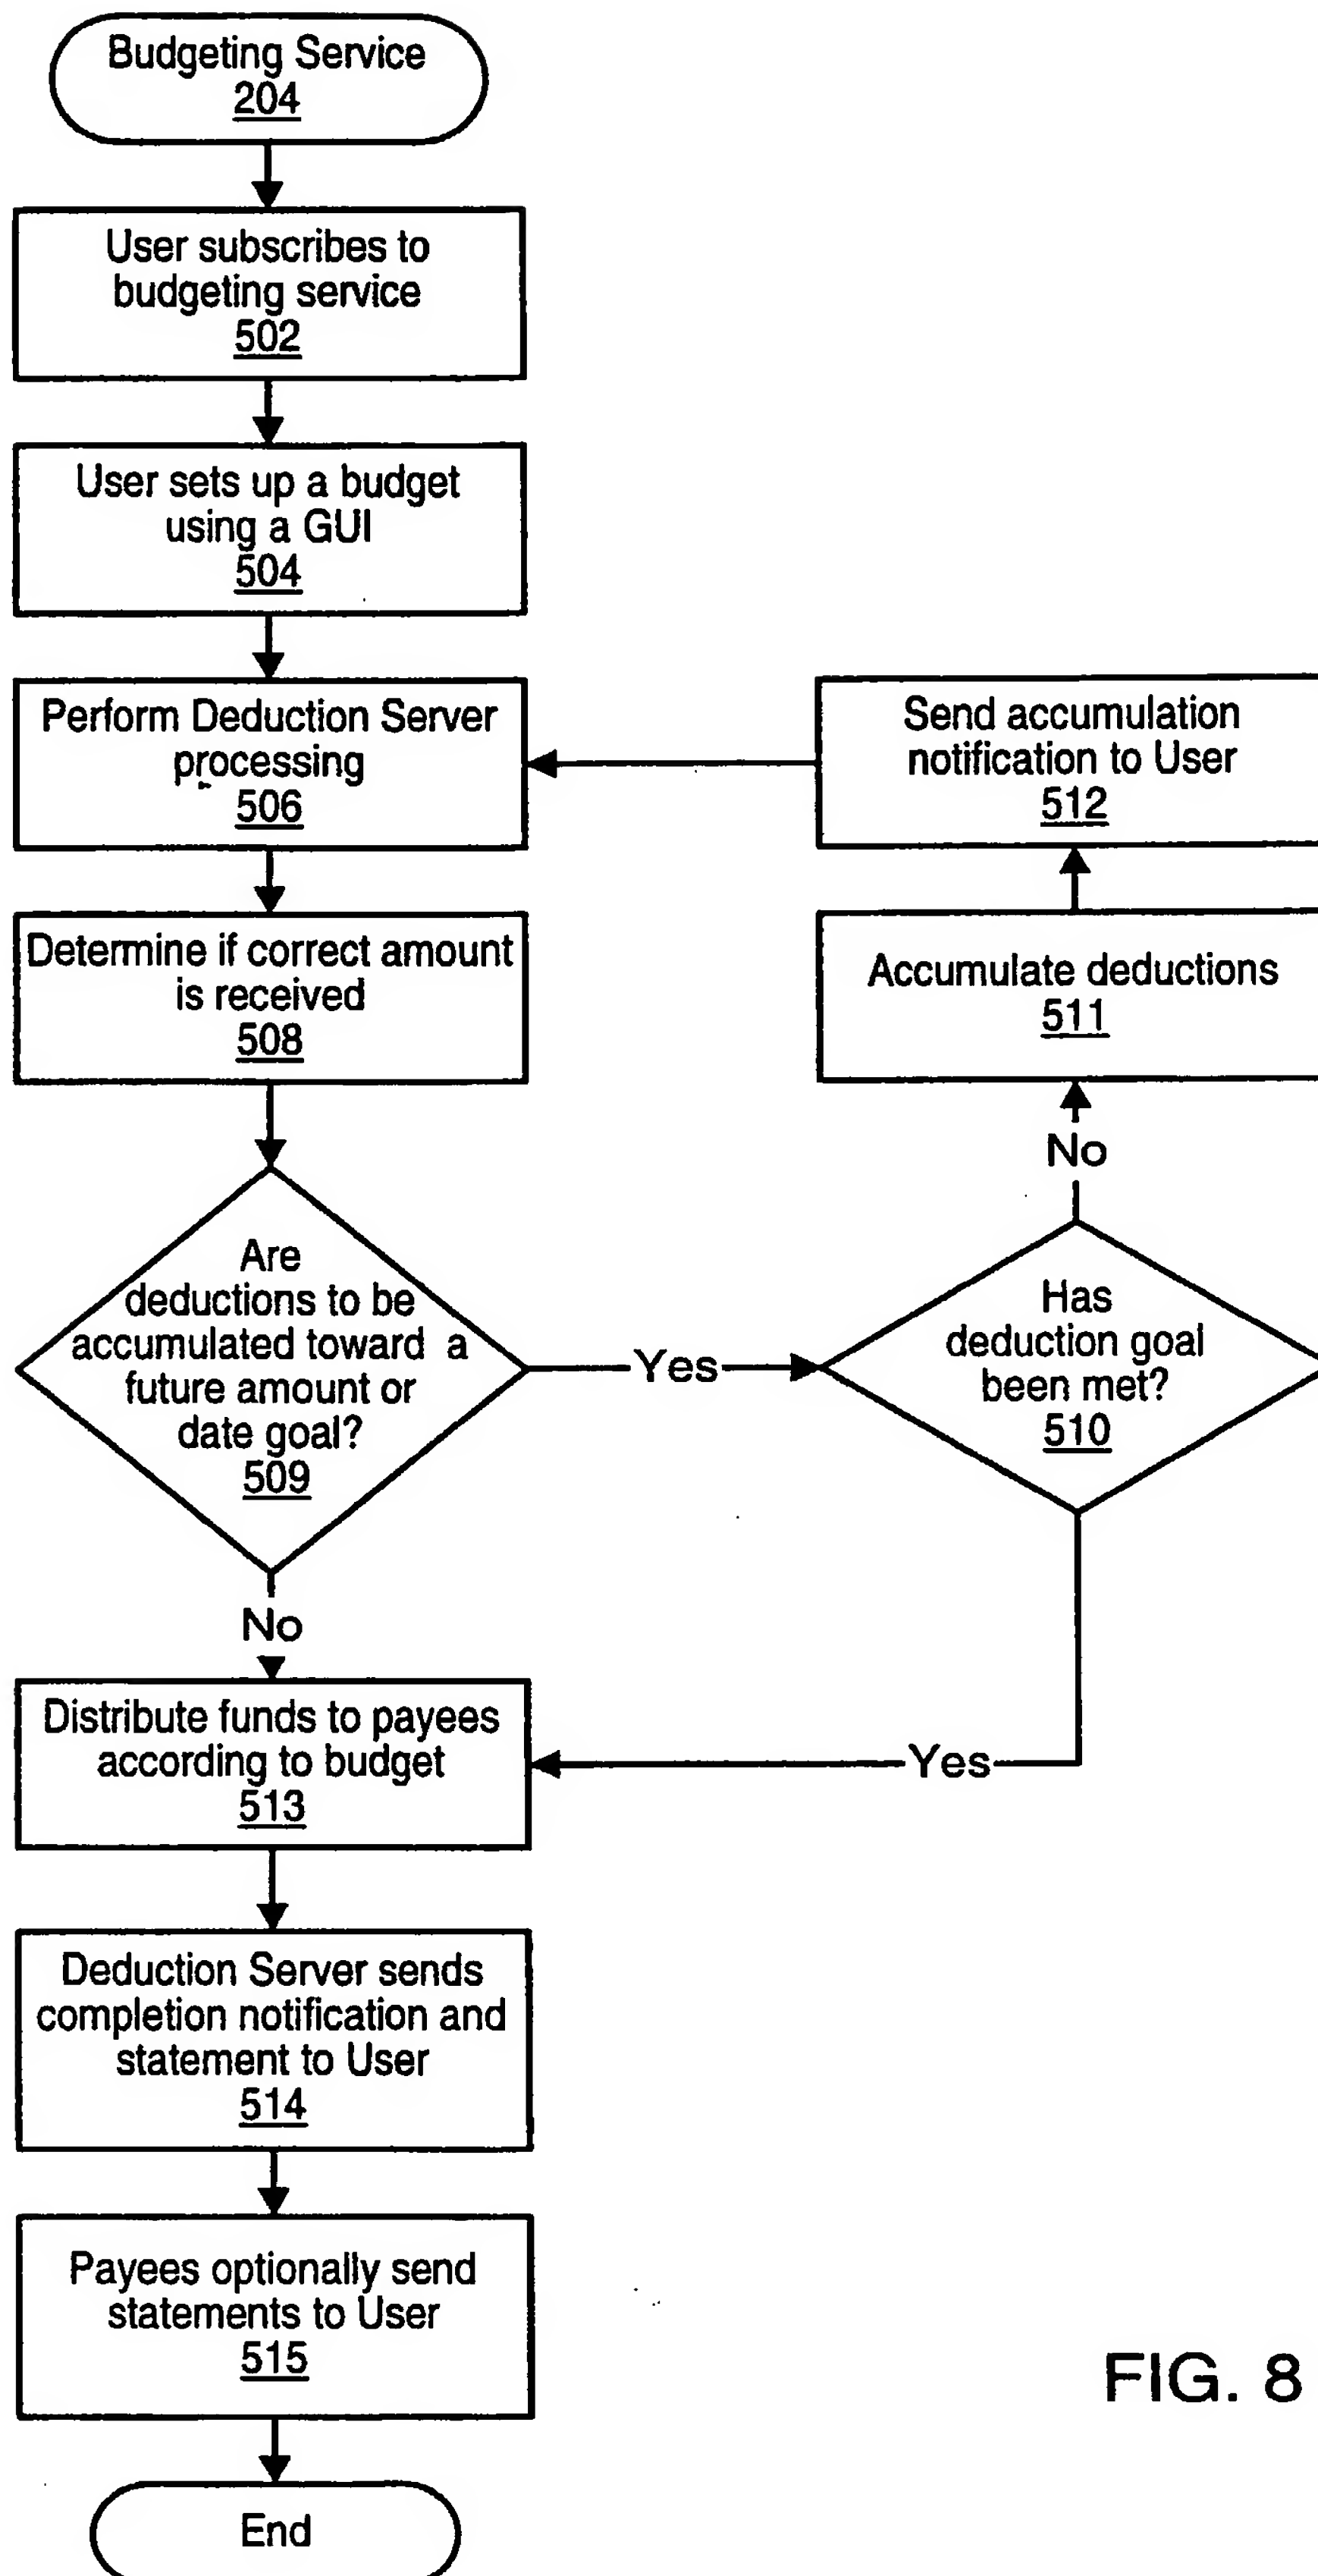 Budgeting Service
204
User subscribes to
budgeting service
502
User sets up a budget
using a GUI
504
Perform Deduction Server
processing
506
Send accumulation
notification to User
512
Determine if correct amount
is received
508
Accumulate deductions
511
No
Are
deductions to be
accumulated toward a
future amount or
date goal?
509
Yes
Has
deduction goal
been met?
510
No
Distribute funds to payees
according to budget
513
Yes
Deduction Server sends
completion notification and
statement to User
514
Payees optionally send
statements to User
515
FIG. 8
End